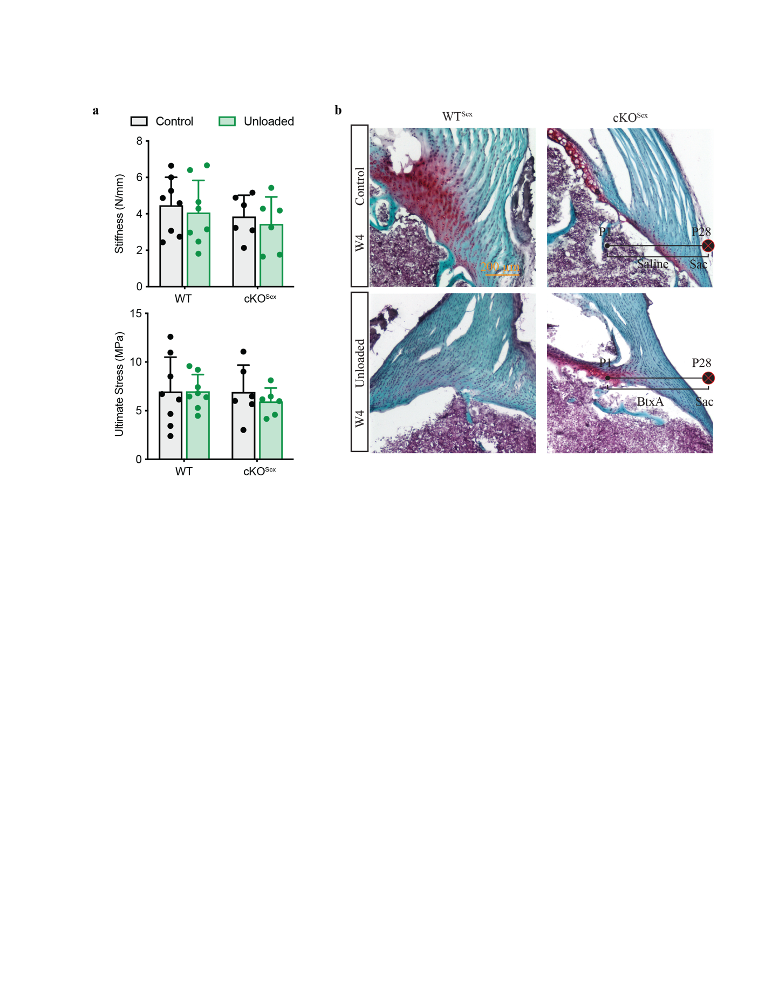 a
Control Unloaded
Stiffness (N/mm)
8
6
4
2
0
WT cKOScx
Ultimate Stress (MPa)
15
10
5
0
WT cKOScx
b
WTScx cKOScx
W4 Control
200 μm
P1 P28
Saline Sac
W4 Unloaded
P1 P28
BtxA Sac